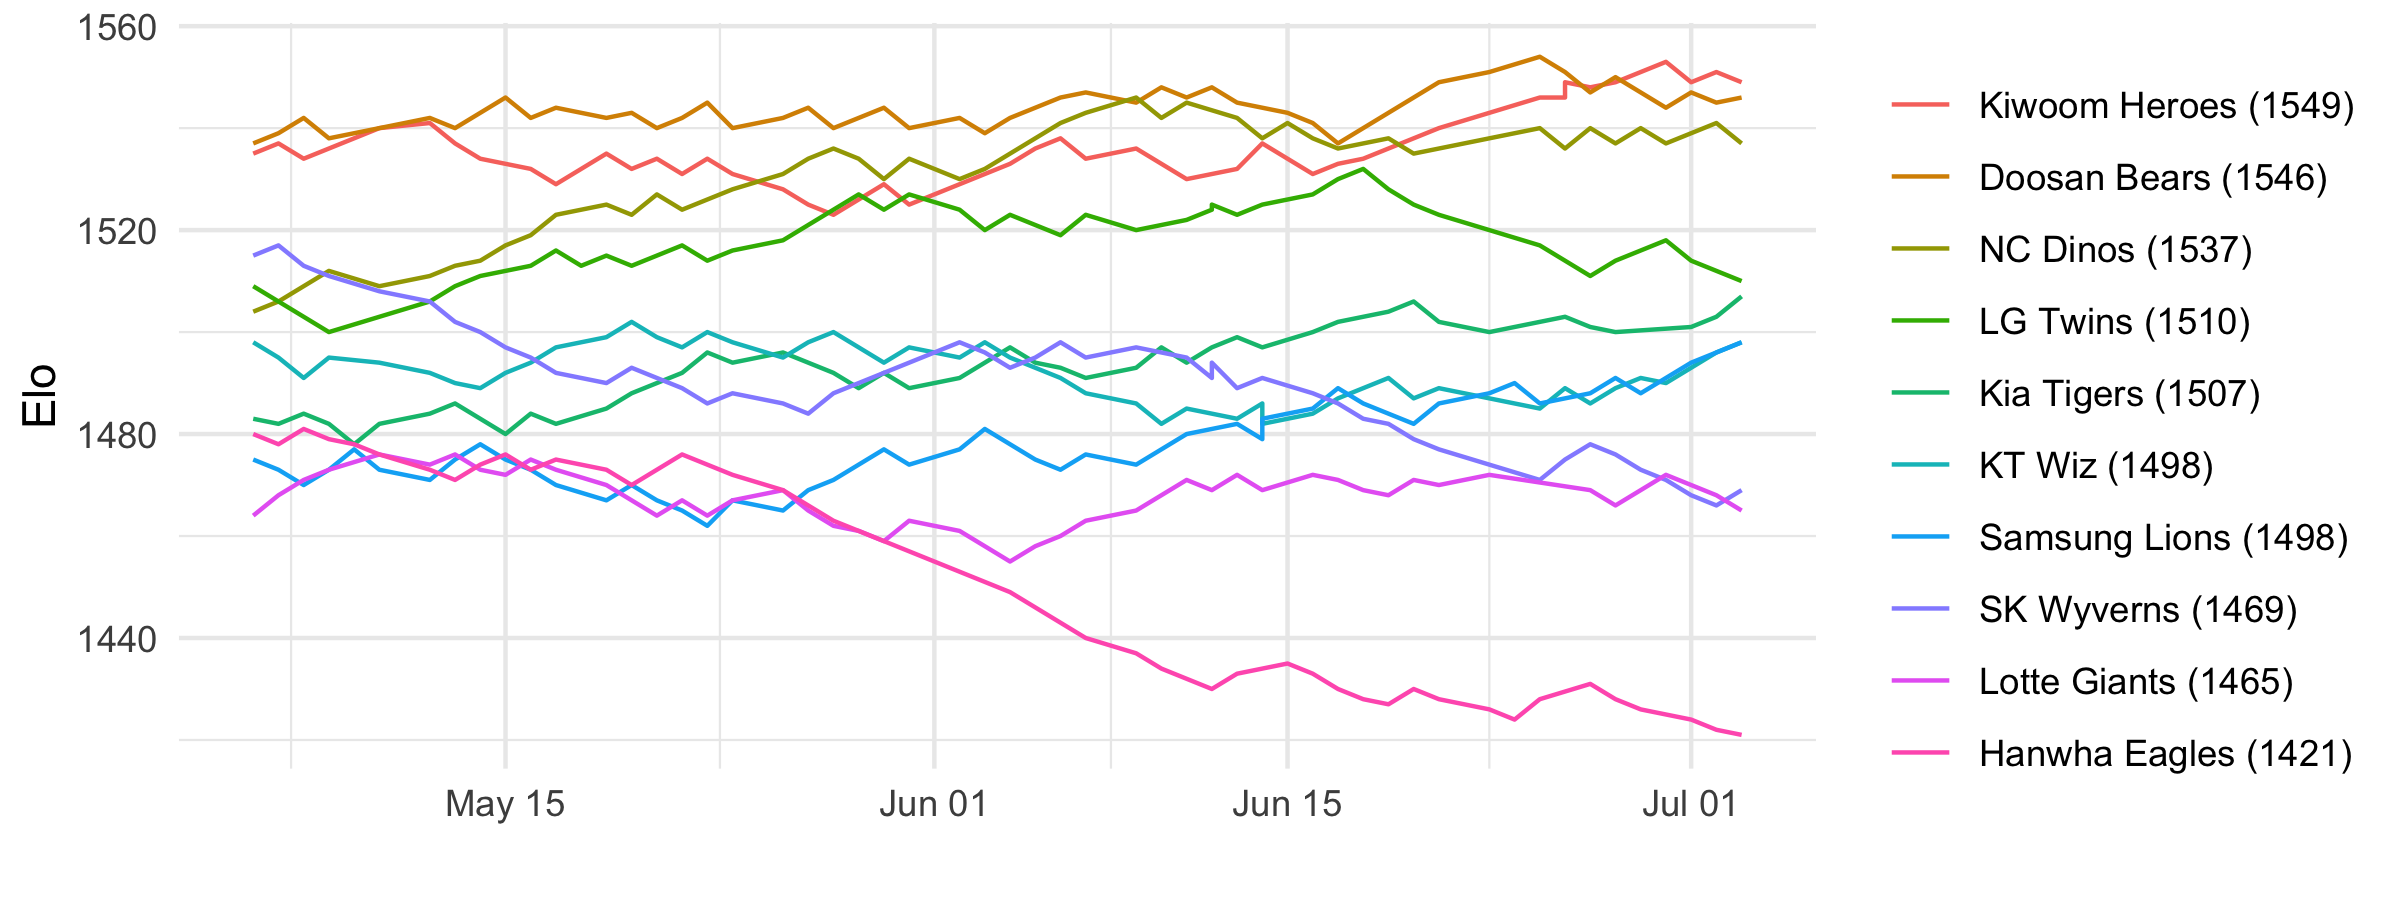 1560
1520
1480
1440
Elo
May 15
Jun 01
Jun 15
Jul 01
Kiwoom Heroes (1549)
Doosan Bears (1546)
NC Dinos (1537)
LG Twins (1510)
Kia Tigers (1507)
KT Wiz (1498)
Samsung Lions (1498)
SK Wyverns (1469)
Lotte Giants (1465)
Hanwha Eagles (1421)